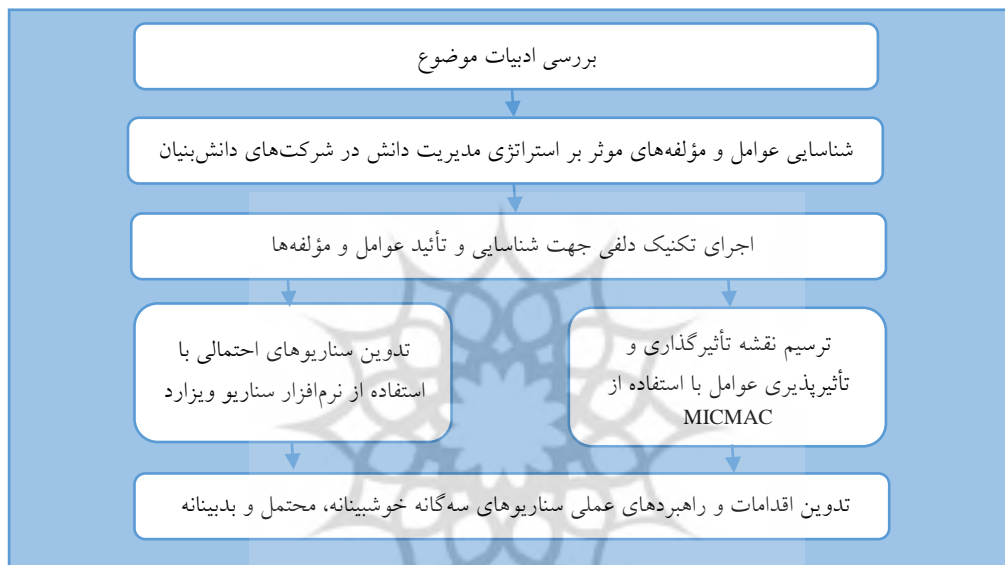 بررسی ادبیات موضوع
شناسایی عوامل و مؤلفه‌های موثر بر استراتژی مدیریت دانش در شرکت‌های دانش‌بنیان
اجرای تکنیک دلفی جهت شناسایی و تأئید عوامل و مؤلفه‌ها
ترسیم نقشه تأثیرگذاری و
تأثیرپذیری عوامل با استفاده از
MICMAC
تدوین سناریوهای احتمالی با
استفاده از نرم‌افزار سناریو ویزارد
تدوین اقدامات و راهبردهای عملی سناریوهای سه‌گانه خوشبینانه، محتمل و بدبینانه